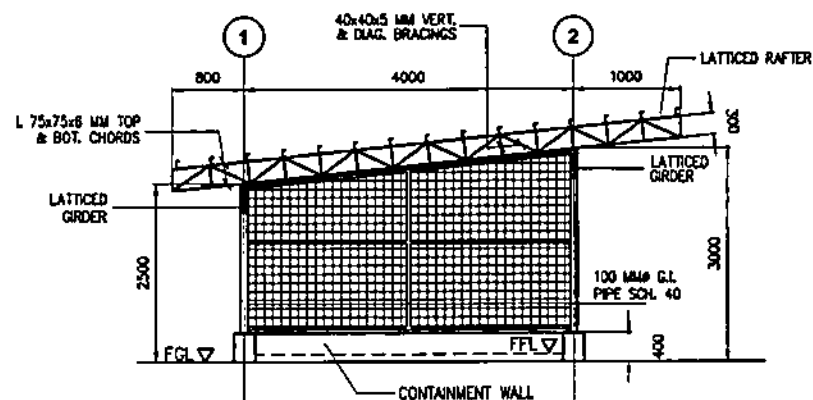 40x40x5 MM VERT.
& DIAG. BRACINGS
1
2
800
4000
1000
LATTICED RAFTER
L 75x75x6 MM TOP
& BOT. CHORDS
300
LATTICED
GIRDER
LATTICED
GIRDER
2500
3000
100 MMø G.I.
PIPE SCH. 40
FGL
FFL
400
CONTAINMENT WALL